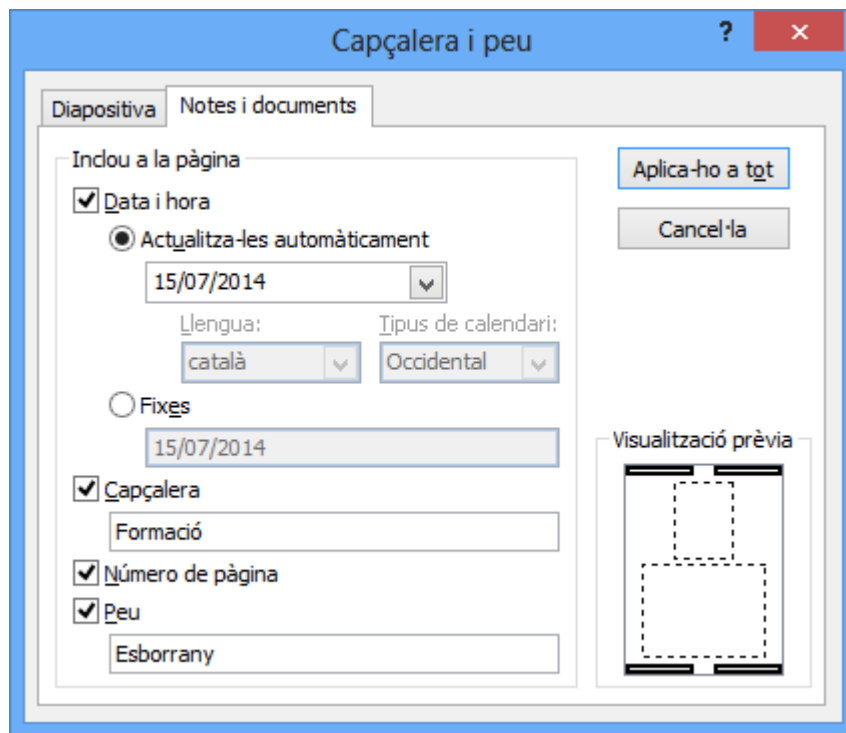 Capçalera i peu
?
×
Diapositiva
Notes i documents
Inclou a la pàgina
Aplica-ho a tot
Data i hora
Cancel·la
Actualitza-les automàticament
15/07/2014
Llengua:
Tipus de calendari:
català
Occidental
Fixes
15/07/2014
Visualització prèvia
Capçalera
Formació
Número de pàgina
Peu
Esborrany